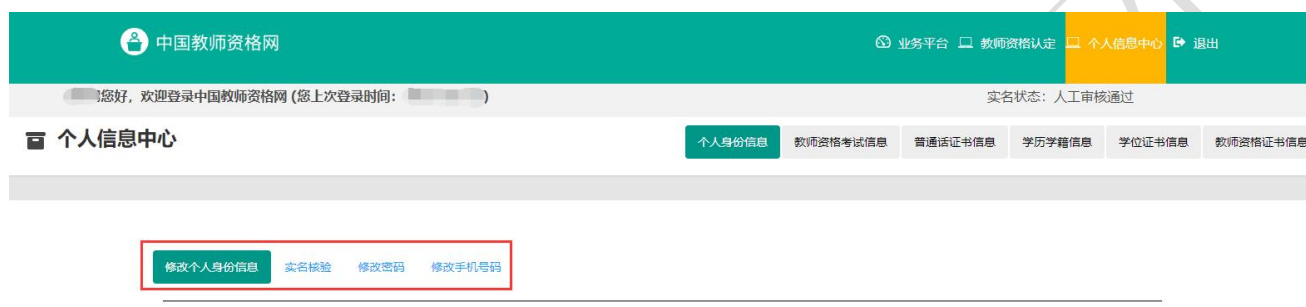 中国教师资格网 业务平台 教师资格认定 个人信息中心 退出
您好，欢迎登录中国教师资格网 (您上次登录时间： ) 实名状态：人工审核通过
个人信息中心 个人身份信息 教师资格考试信息 普通话证书信息 学历学籍信息 学位证书信息 教师资格证书信息
修改个人身份信息 实名核验 修改密码 修改手机号码